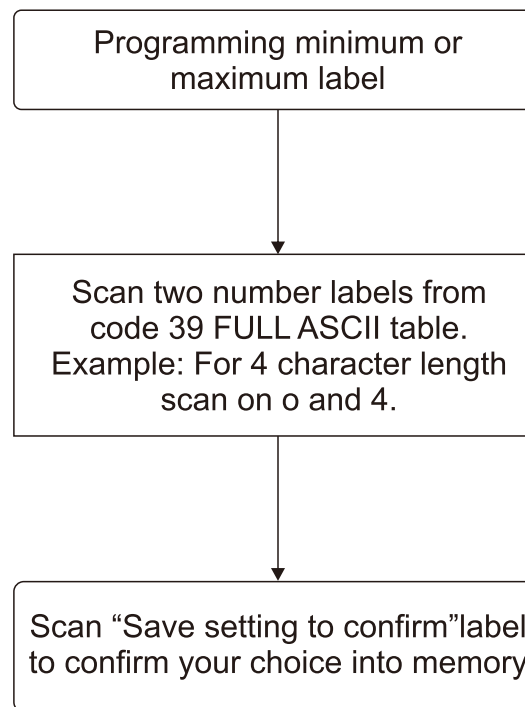 Programming minimum or
maximum label
Scan two number labels from
code 39 FULL ASCII table.
Example: For 4 character length
scan on o and 4.
Scan “Save setting to confirm”label
to confirm your choice into memory